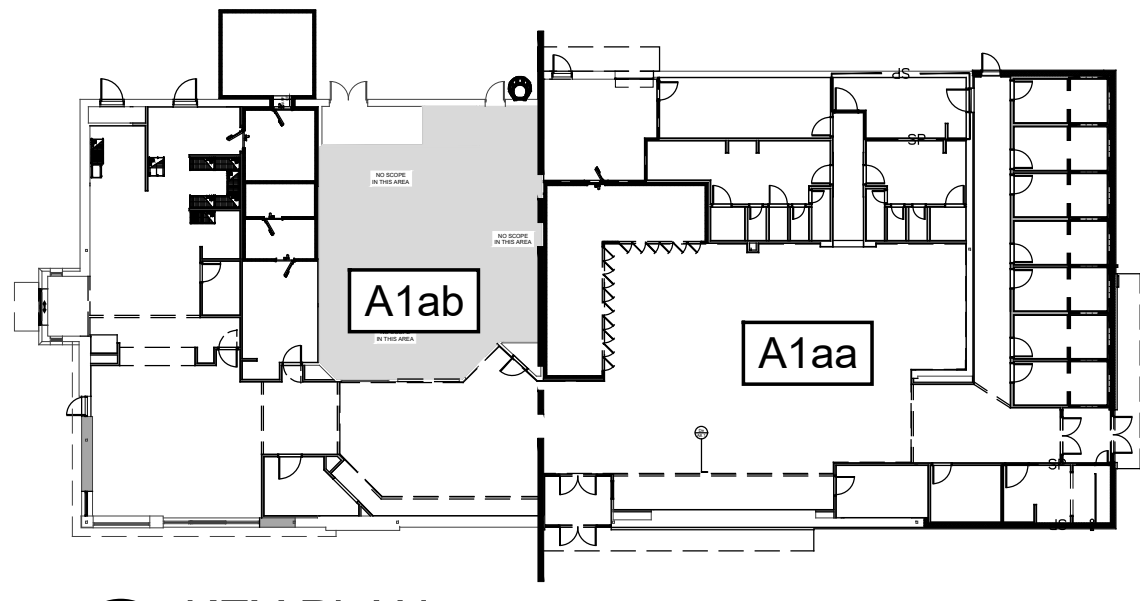 SP
SP
NO SCOPE
IN THIS AREA
NO SCOPE
IN THIS AREA
A1ab
IN THIS AREA
A1aa
SP
SP